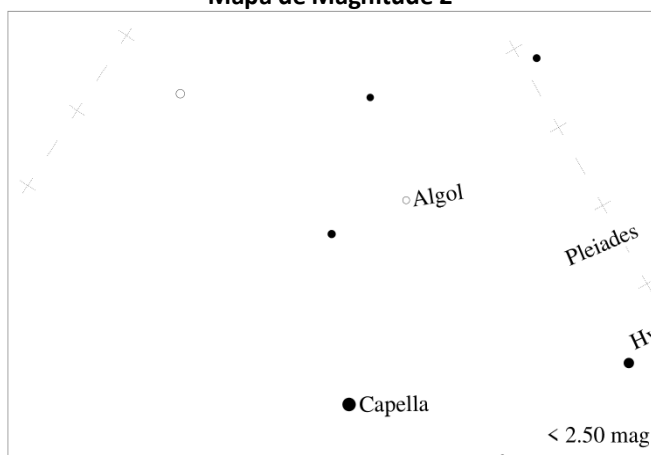 Mapa de Magnitude 2
Algol
Pleiades
Capella
< 2.50 mag